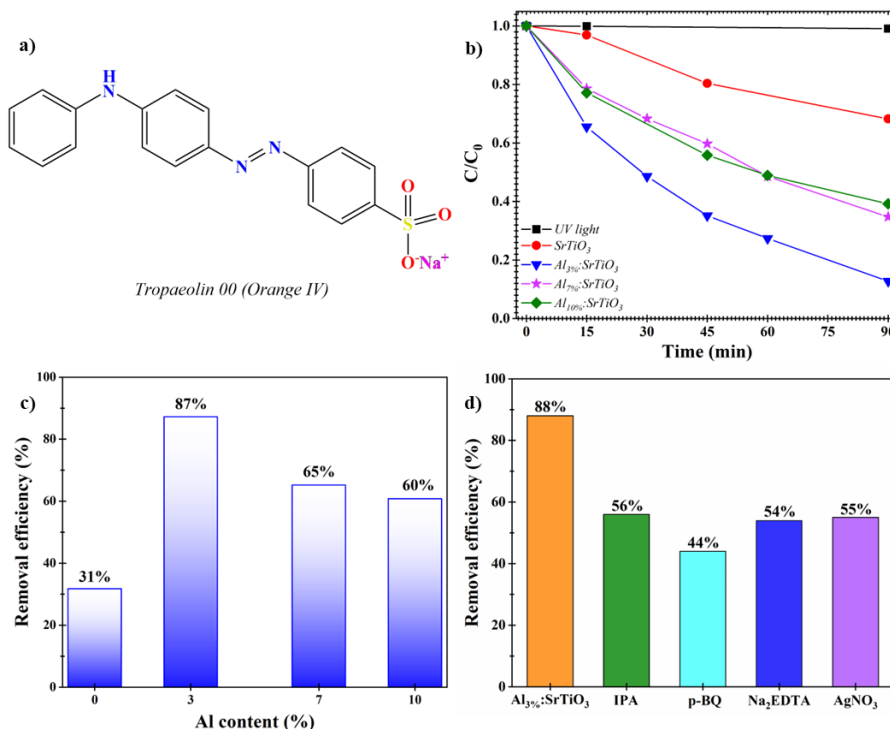 a)
H
N
N
N
O
S
O
O⁻Na⁺
Tropaeolin 00 (Orange IV)
b)
C/C₀
1.0
0.8
0.6
0.4
0.2
0.0
UV light
SrTiO₃
Al₃%:SrTiO₃
Al₇%:SrTiO₃
Al₁₀%:SrTiO₃
0 15 30 45 60 90
Time (min)
c)
Removal efficiency (%)
100
80
60
40
20
0
31%
87%
65%
60%
0 3 7 10
Al content (%)
d)
Removal efficiency (%)
100
80
60
40
20
0
88%
56%
44%
54%
55%
Al₃%:SrTiO₃ IPA p-BQ Na₂EDTA AgNO₃